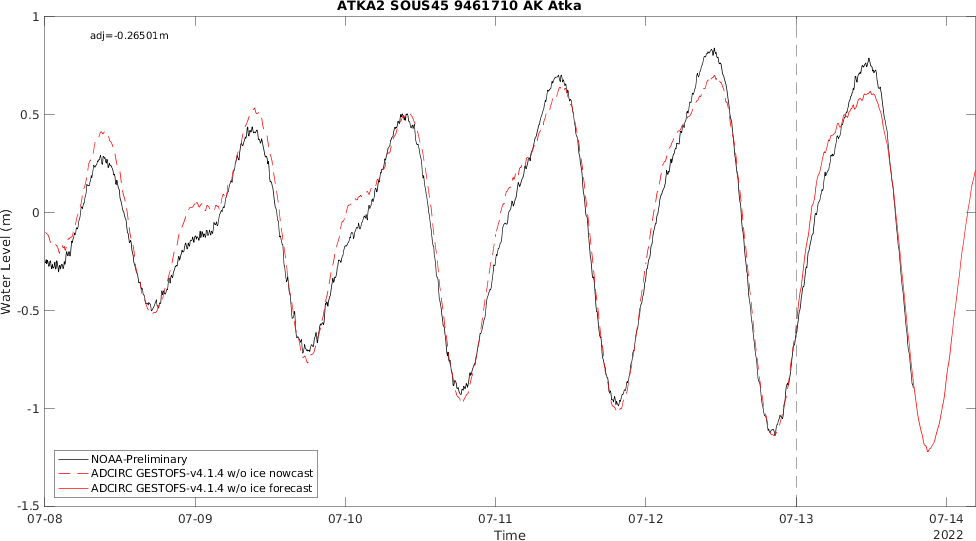 ATKA2 SOUS45 9461710 AK Atka
adj=-0.26501m
1
0.5
0
-0.5
-1
-1.5
Water Level (m)
NOAA-Preliminary
ADCIRC GESTOFS-v4.1.4 w/o ice nowcast
ADCIRC GESTOFS-v4.1.4 w/o ice forecast
07-08 07-09 07-10 07-11 07-12 07-13 07-14
Time
2022